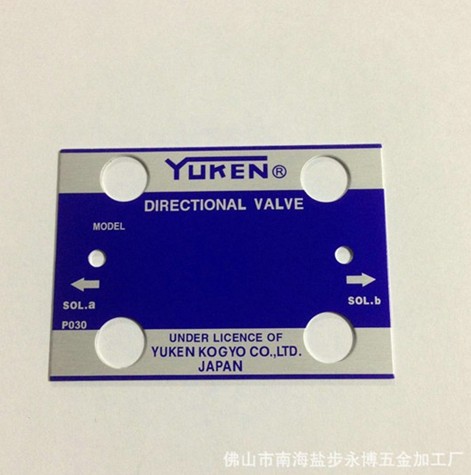 YUKEN®
DIRECTIONAL VALVE
MODEL
SOL.a
SOL.b
P030
UNDER LICENCE OF
YUKEN KOGYO CO.,LTD.
JAPAN
佛山市南海盐步永博五金加工厂